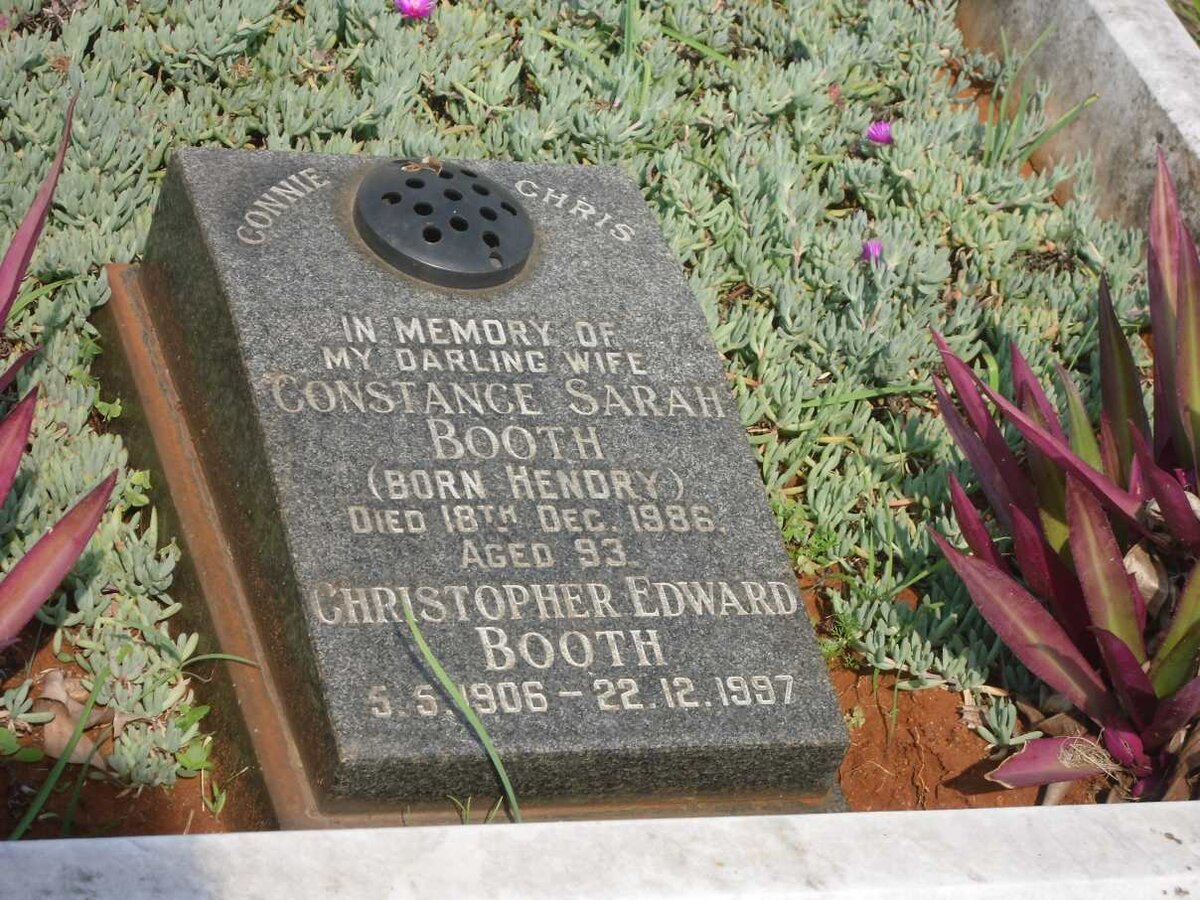 CONNIE CHRIS
IN MEMORY OF
MY DARLING WIFE
CONSTANCE SARAH
BOOTH
(BORN HENDRY)
DIED 18TH DEC. 1986.
AGED 93.
CHRISTOPHER EDWARD
BOOTH
5.5.1906 – 22.12.1997